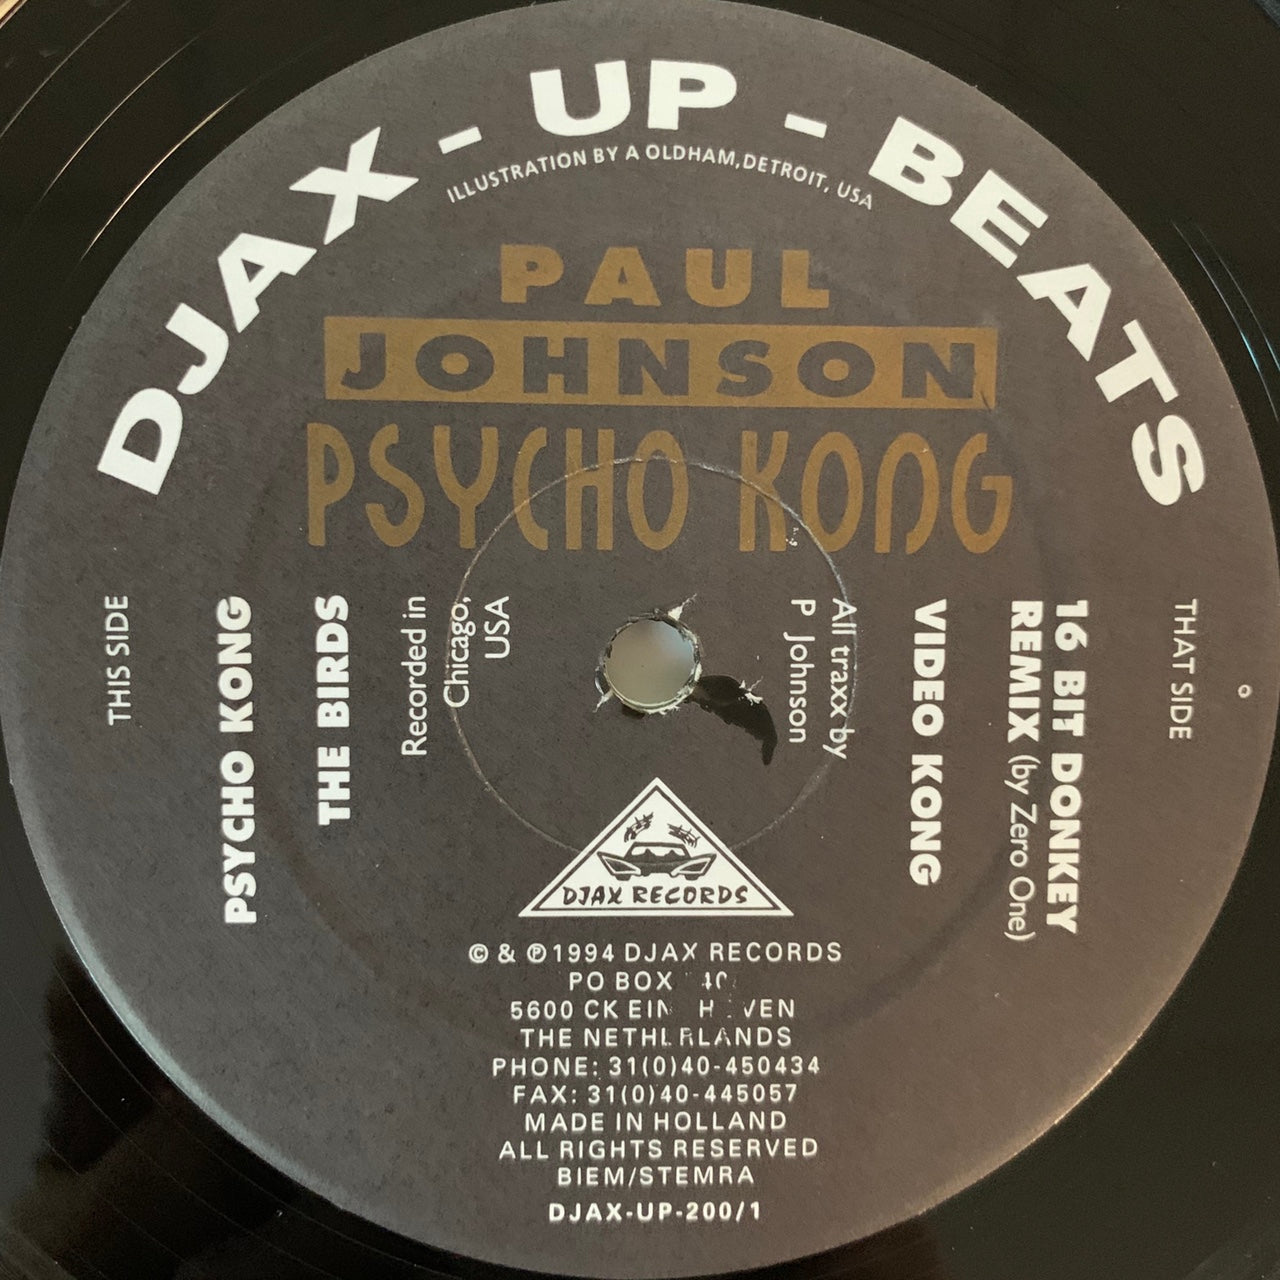 DJAX - UP - BEATS
ILLUSTRATION BY A OLDHAM, DETROIT, USA
PAUL
JOHNSON
PSYCHO KONG
THIS SIDE
PSYCHO KONG
THE BIRDS
Recorded in
Chicago,
USA
All traxx by
P Johnson
VIDEO KONG
16 BIT DONKEY
REMIX (by Zero One)
THAT SIDE
DJAX RECORDS
© & ℗ 1994 DJAX RECORDS
PO BOX
5600 CK
THE NETHERLANDS
PHONE: 31(0)40-450434
FAX: 31(0)40-445057
MADE IN HOLLAND
ALL RIGHTS RESERVED
BIEM/STEMRA
DJAX-UP-200/1